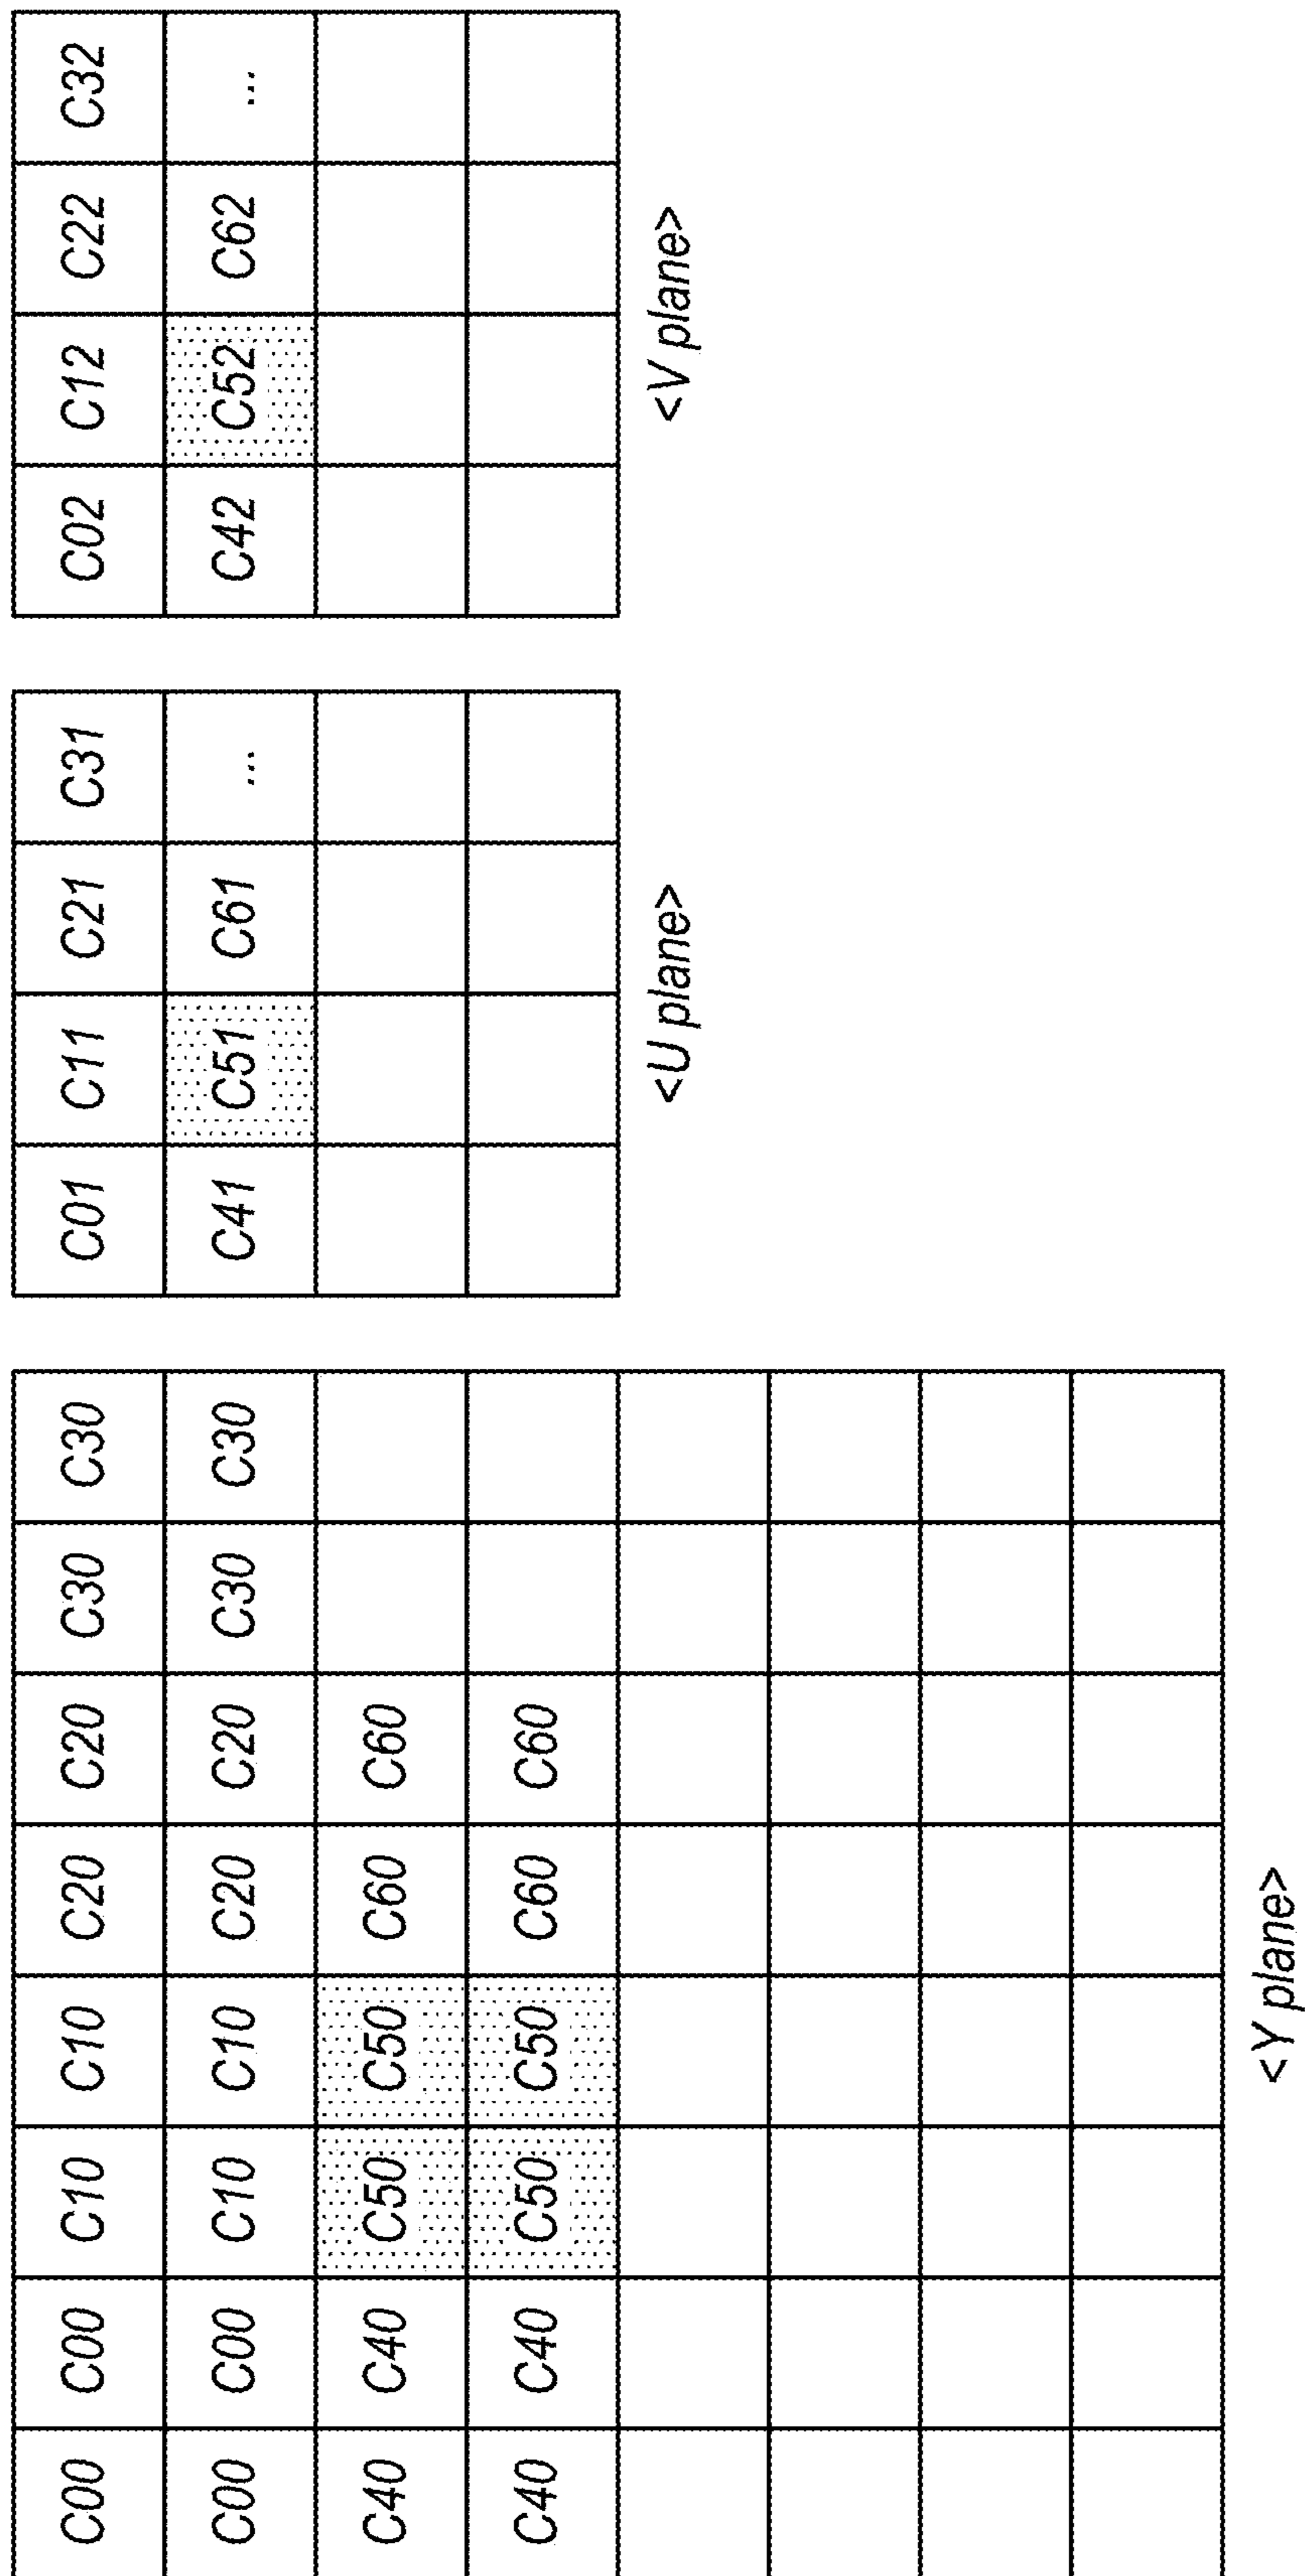 C00 C00 C10 C10 C20 C20 C30 C30
C00 C00 C10 C10 C20 C20 C30 C30
C40 C40 C50 C50 C60 C60
C40 C40 C50 C50 C60 C60
<Y plane>
C01 C11 C21 C31
C41 C51 C61 ...
<U plane>
C02 C12 C22 C32
C42 C52 C62 ...
<V plane>